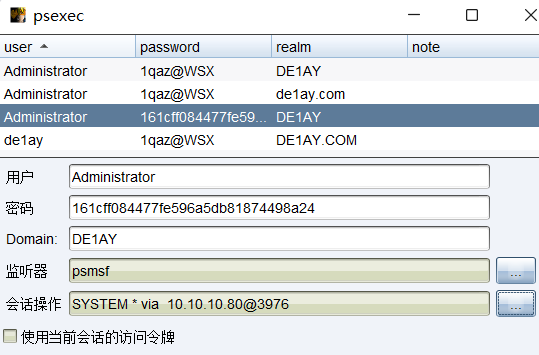 psexec
user password realm note
Administrator 1qaz@WSX DE1AY
Administrator 1qaz@WSX de1ay.com
Administrator 161cff084477fe59... DE1AY
de1ay 1qaz@WSX DE1AY.COM
用户 Administrator
密码 161cff084477fe596a5db81874498a24
Domain: DE1AY
监听器 psmsf ...
会话操作 SYSTEM * via 10.10.10.80@3976 ...
使用当前会话的访问令牌